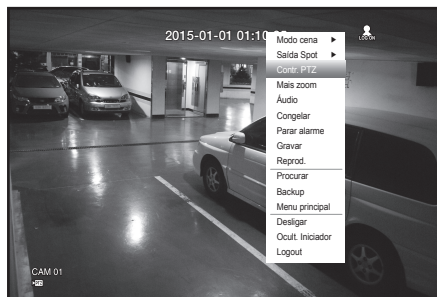 2015-01-01 01:10
LOG ON
Modo cena
Saída Spot
Contr. PTZ
Mais zoom
Áudio
Congelar
Parar alarme
Gravar
Reprod.
Procurar
Backup
Menu principal
Desligar
Ocult. Iniciador
Logout
CAM 01